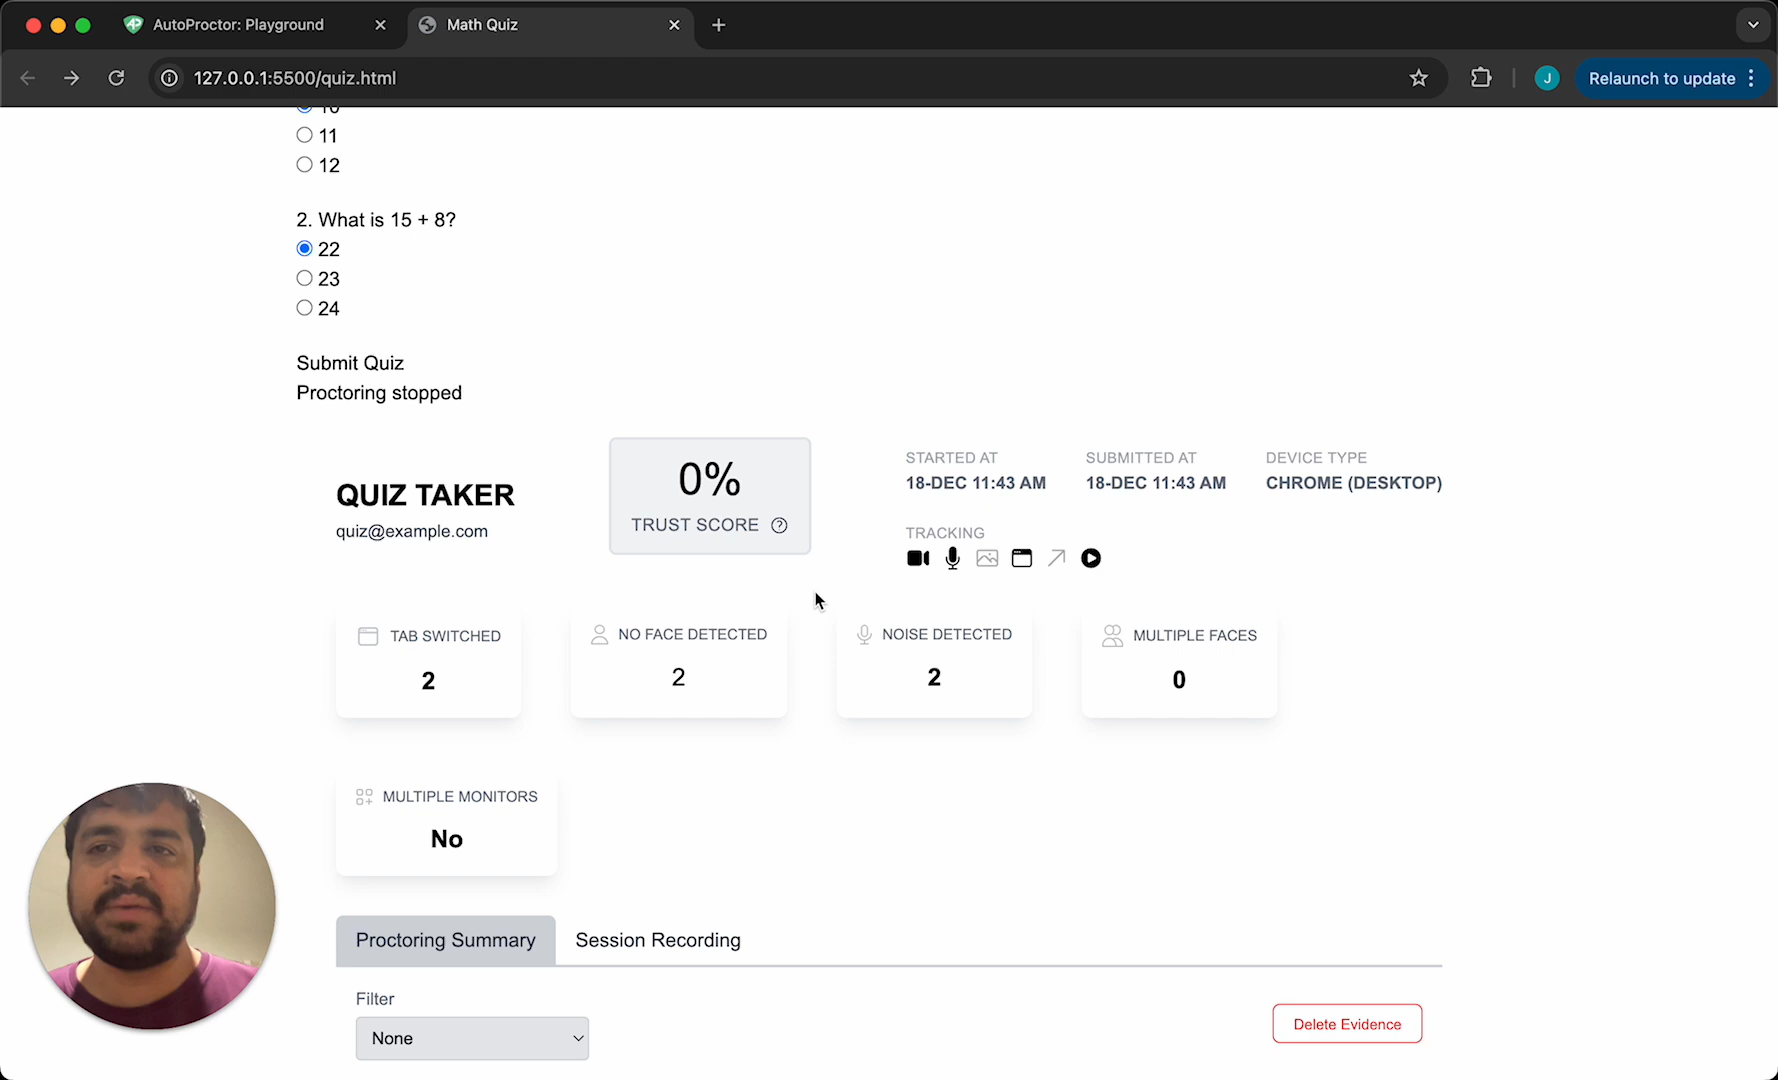 AutoProctor: Playground
Math Quiz
127.0.0.1:5500/quiz.html
J
Relaunch to update
10
11
12
2. What is 15 + 8?
22
23
24
Submit Quiz
Proctoring stopped
QUIZ TAKER
quiz@example.com
0%
TRUST SCORE ?
STARTED AT
18-DEC 11:43 AM
SUBMITTED AT
18-DEC 11:43 AM
DEVICE TYPE
CHROME (DESKTOP)
TRACKING
TAB SWITCHED
2
NO FACE DETECTED
2
NOISE DETECTED
2
MULTIPLE FACES
0
MULTIPLE MONITORS
No
Proctoring Summary
Session Recording
Filter
None
Delete Evidence